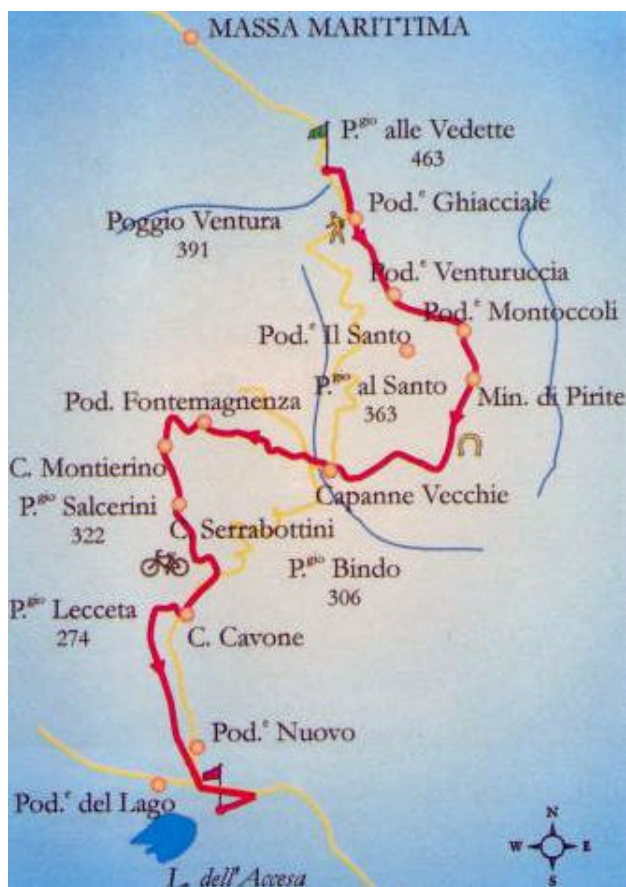 MASSA MARITTIMA
P.gio alle Vedette
463
Pod.e Ghiacciale
Poggio Ventura
391
Pod.e Venturuccia
Pod.e Montoccoli
Pod.e Il Santo
P.gio al Santo
363
Min. di Pirite
Pod. Fontemagnenza
C. Montierino
Capanne Vecchie
P.gio Salcerini
322
C. Serrabottini
P.gio Bindo
306
P.gio Lecceta
274
C. Cavone
Pod.e Nuovo
Pod.e del Lago
L. dell'Accesa
N
W
E
S